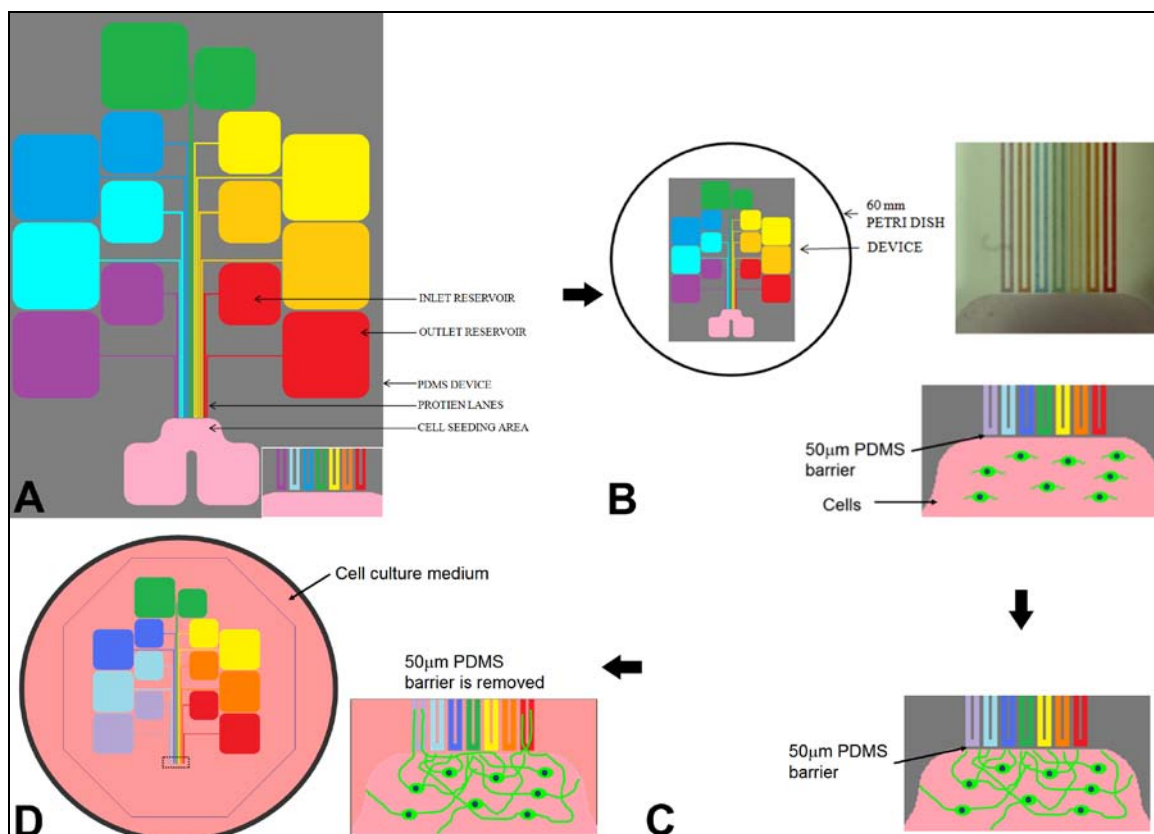 INLET RESERVOIR
OUTLET RESERVOIR
PDMS DEVICE
PROTIEN LANES
CELL SEEDING AREA
A
60 mm
PETRI DISH
DEVICE
50μm PDMS
barrier
Cells
B
Cell culture medium
50μm PDMS
barrier is removed
D
50μm PDMS
barrier
C